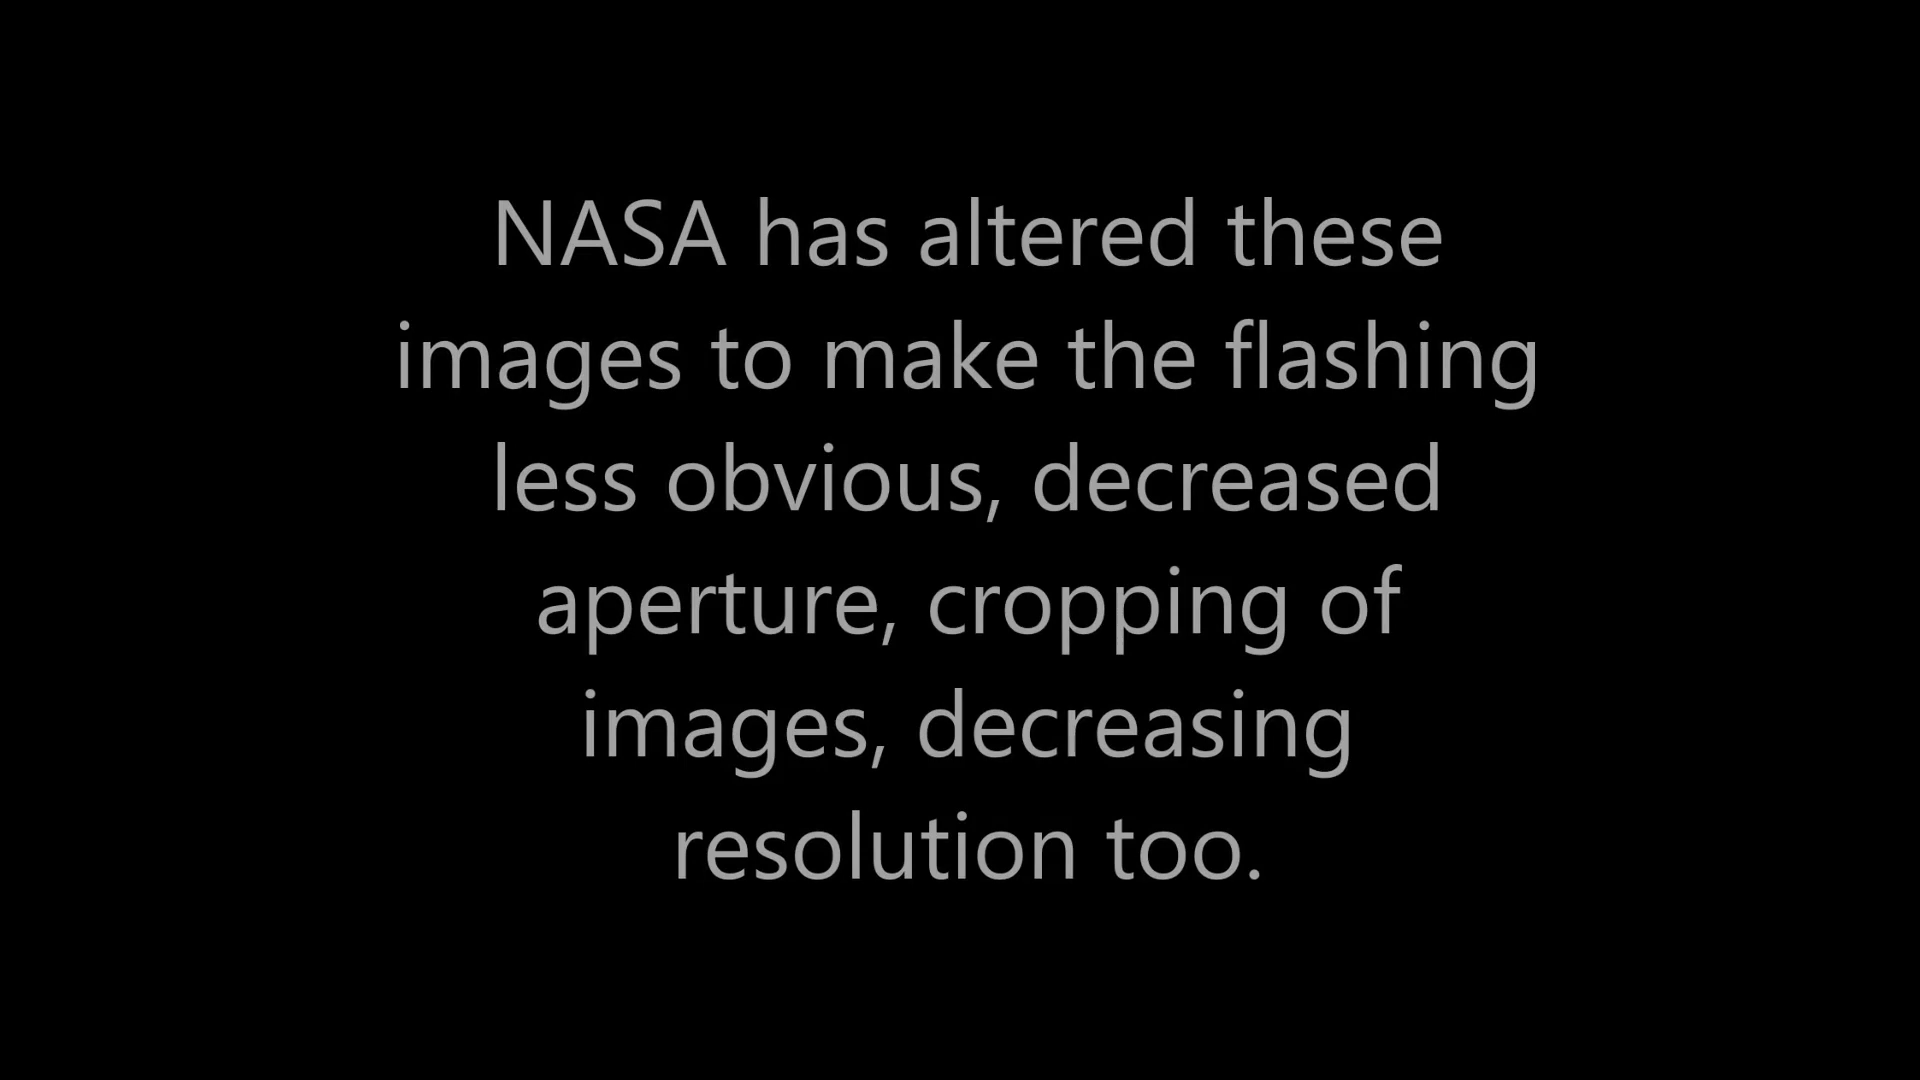 NASA has altered these
images to make the flashing
less obvious, decreased
aperture, cropping of
images, decreasing
resolution too.